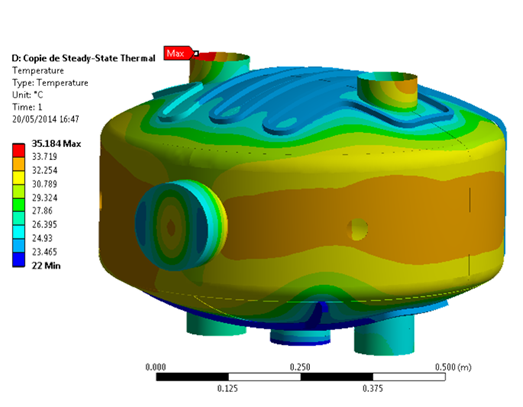 Max
D: Copie de Steady-State Thermal
Temperature
Type: Temperature
Unit: °C
Time: 1
20/05/2014 16:47
35.184 Max
33.719
32.254
30.789
29.324
27.86
26.395
24.93
23.465
22 Min
0.000
0.250
0.500 (m)
0.125
0.375